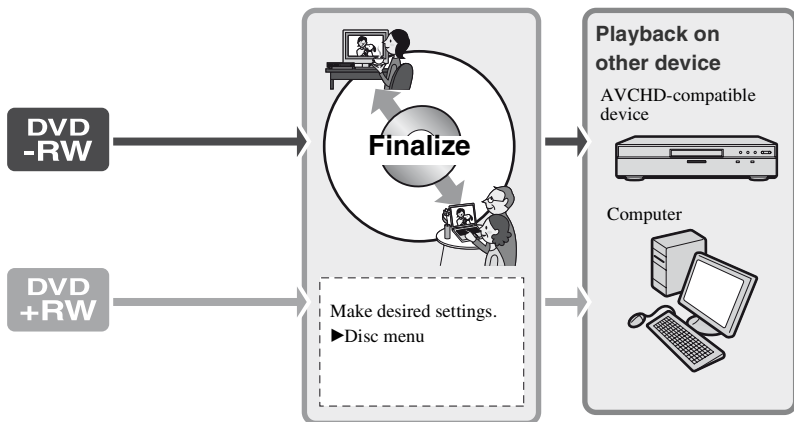 DVD
-RW
Finalize
DVD
+RW
Make desired settings.
►Disc menu
Playback on
other device
AVCHD-compatible
device
Computer